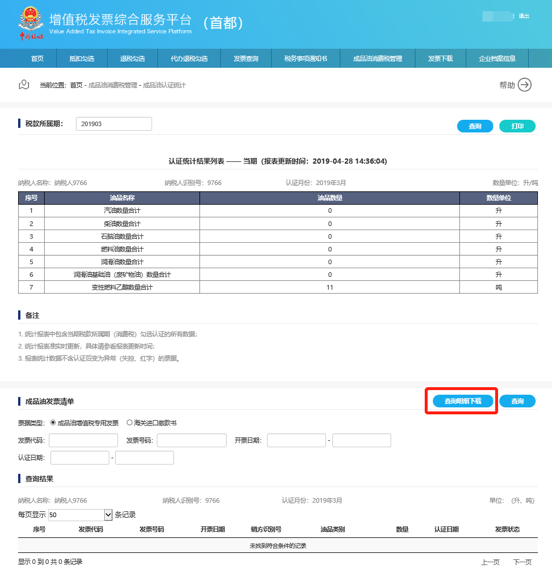 增值税发票综合服务平台 （首都）
Value Added Tax Invoice Integrated Service Platform
退出
首页 抵扣勾选 退税勾选 代办退税勾选 发票查询 税务事项通知书 成品油消费税管理 发票下载 企业档案信息
当前位置：首页 - 成品油消费税管理 - 成品油认证统计 帮助
税款所属期： 201903 查询 打印
认证统计结果列表 —— 当期（报表更新时间：2019-04-28 14:36:04)
纳税人名称：纳税人9766 纳税人识别号：9766 认证月份：2019年3月 数量单位：升/吨
序号 油品名称 油品数量 数量单位
1 汽油数量合计 0 升
2 柴油数量合计 0 升
3 石脑油数量合计 0 升
4 燃料油数量合计 0 升
5 润滑油数量合计 0 升
6 润滑油基础油（废矿物油）数量合计 0 升
7 变性燃料乙醇数量合计 11 吨
备注
1. 统计报表中包含当期税款所属期（消费税）勾选认证的所有数据；
2. 统计报表准实时更新，具体请参看报表更新时间；
3. 报表统计数据不含认证后变为异常（失控、红字）的票据。
成品油发票清单 查询明细下载 查询
票据类型： 成品油增值税专用发票 海关进口缴款书
发票代码： 发票号码： 开票日期： -
认证日期： -
查询结果
纳税人名称：纳税人9766 纳税人识别号：9766 认证月份：2019年3月 单位：（升、吨）
每页显示 50 条记录
序号 发票代码 发票号码 开票日期 销方识别号 油品类别 数量 认证日期 发票状态
未找到符合条件的记录
显示 0 到 0 共 0 条记录 上一页 下一页